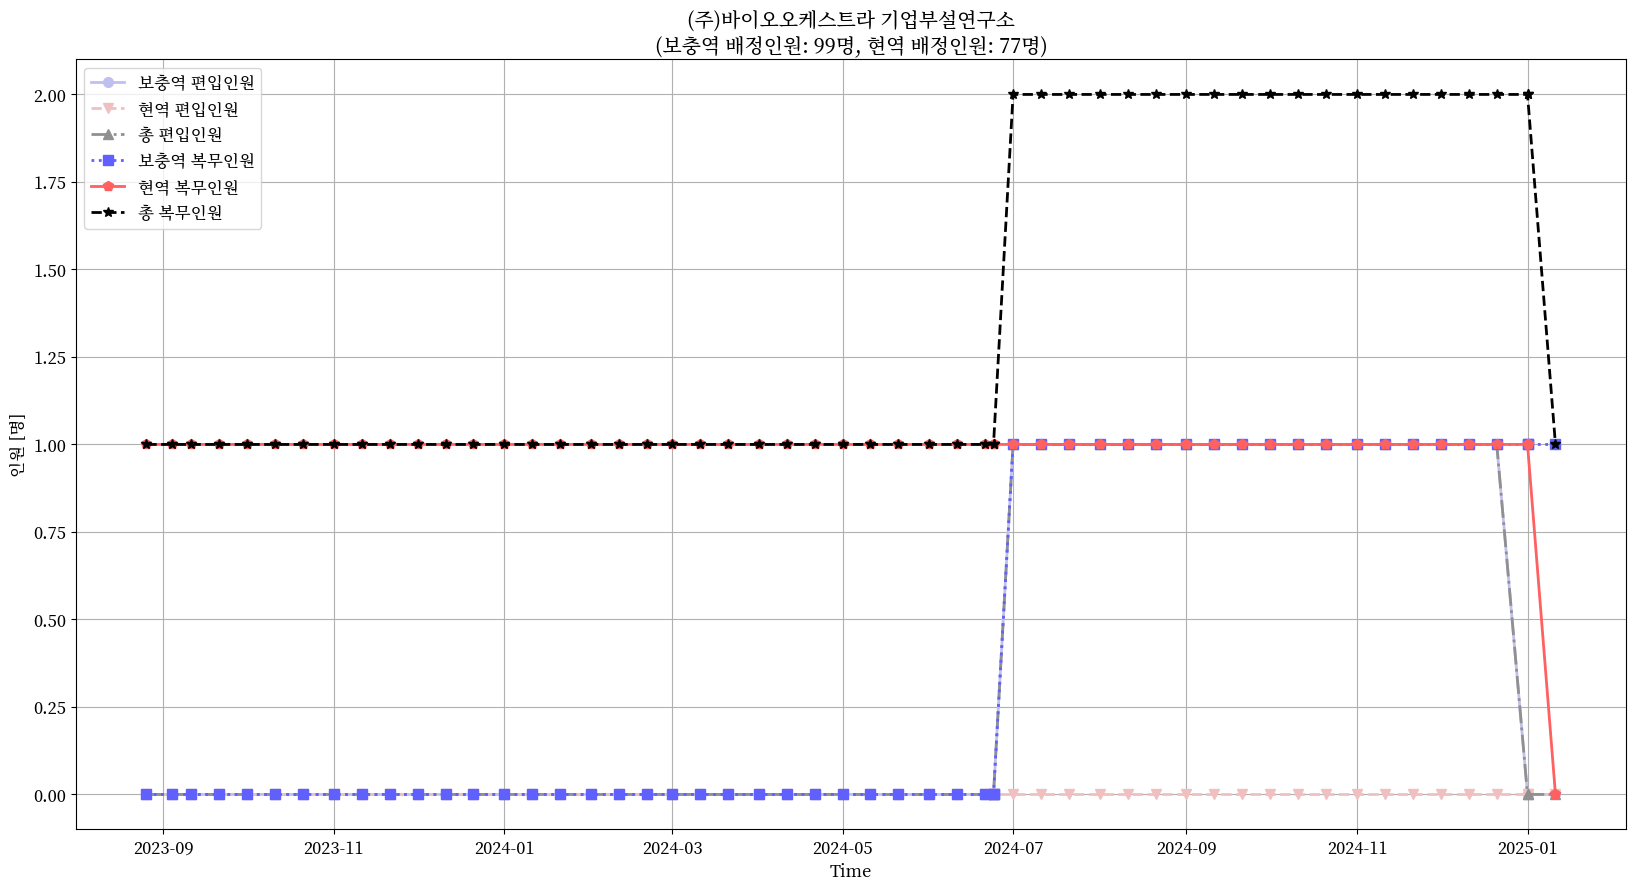 (주)바이오오케스트라 기업부설연구소
(보충역 배정인원: 99명, 현역 배정인원: 77명)
보충역 편입인원
현역 편입인원
총 편입인원
보충역 복무인원
현역 복무인원
총 복무인원
2.00
1.75
1.50
1.25
1.00
0.75
0.50
0.25
0.00
인원 [명]
2023-09 2023-11 2024-01 2024-03 2024-05 2024-07 2024-09 2024-11 2025-01
Time